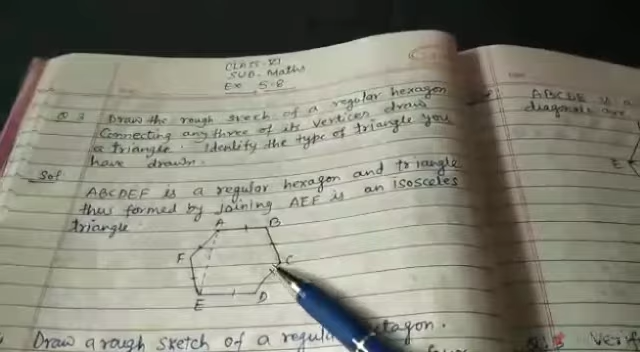 CLASS-VI
SUB- Maths
Ex 5.8
Draw the rough sketch of a regular hexagon
Connecting any three of its vertices draw
a triangle. Identify the type of triangle you
have drawn.
Sol
ABCDEF is a regular hexagon and triangle
thus formed by joining AEF is an isosceles
triangle
A
B
F
C
E
D
Draw a rough sketch of a
ABCDE is a
diagonals are
E
Verif